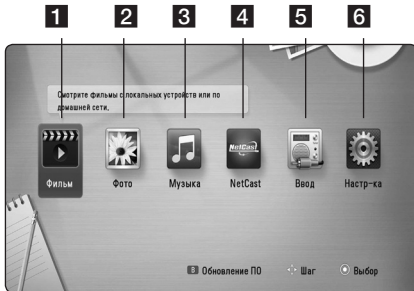 1 2 3 4 5 6
Смотрите фильмы с локальных устройств или по
домашней сети.
NetCast
Фильм Фото Музыка NetCast Ввод Настр-ка
8 Обновление ПО Шаг Выбор